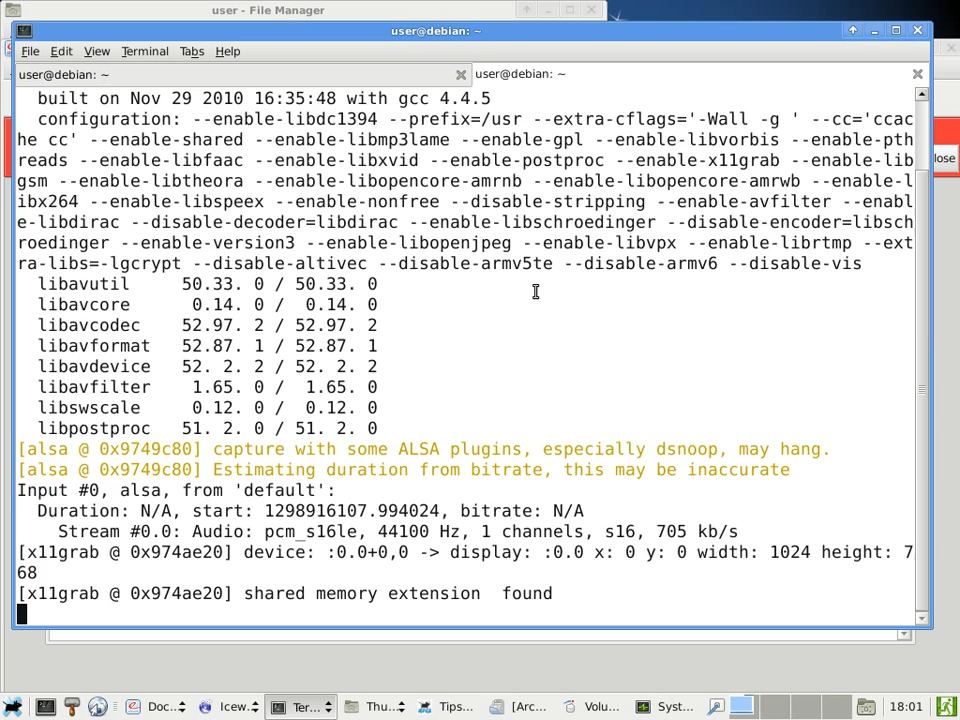 user - File Manager
user@debian: ~
File Edit View Terminal Tabs Help
user@debian: ~
user@debian: ~
built on Nov 29 2010 16:35:48 with gcc 4.4.5
configuration: --enable-libdc1394 --prefix=/usr --extra-cflags='-Wall -g ' --cc='ccac
he cc' --enable-shared --enable-libmp3lame --enable-gpl --enable-libvorbis --enable-pth
reads --enable-libfaac --enable-libxvid --enable-postproc --enable-x11grab --enable-lib
gsm --enable-libtheora --enable-libopencore-amrnb --enable-libopencore-amrwb --enable-l
ibx264 --enable-libspeex --enable-nonfree --disable-stripping --enable-avfilter --enabl
e-libdirac --disable-decoder=libdirac --enable-libschroedinger --disable-encoder=libsch
roedinger --enable-version3 --enable-libopenjpeg --enable-libvpx --enable-librtmp --ext
ra-libs=-lgcrypt --disable-altivec --disable-armv5te --disable-armv6 --disable-vis
libavutil 50.33. 0 / 50.33. 0
libavcore 0.14. 0 / 0.14. 0
libavcodec 52.97. 2 / 52.97. 2
libavformat 52.87. 1 / 52.87. 1
libavdevice 52. 2. 2 / 52. 2. 2
libavfilter 1.65. 0 / 1.65. 0
libswscale 0.12. 0 / 0.12. 0
libpostproc 51. 2. 0 / 51. 2. 0
[alsa @ 0x9749c80] capture with some ALSA plugins, especially dsnoop, may hang.
[alsa @ 0x9749c80] Estimating duration from bitrate, this may be inaccurate
Input #0, alsa, from 'default':
Duration: N/A, start: 1298916107.994024, bitrate: N/A
Stream #0.0: Audio: pcm_s16le, 44100 Hz, 1 channels, s16, 705 kb/s
[x11grab @ 0x974ae20] device: :0.0+0,0 -> display: :0.0 x: 0 y: 0 width: 1024 height: 7
68
[x11grab @ 0x974ae20] shared memory extension  found
lose
Doc... Icew... Ter... Thu... Tips... [Arc... Volu... Syst... 18:01